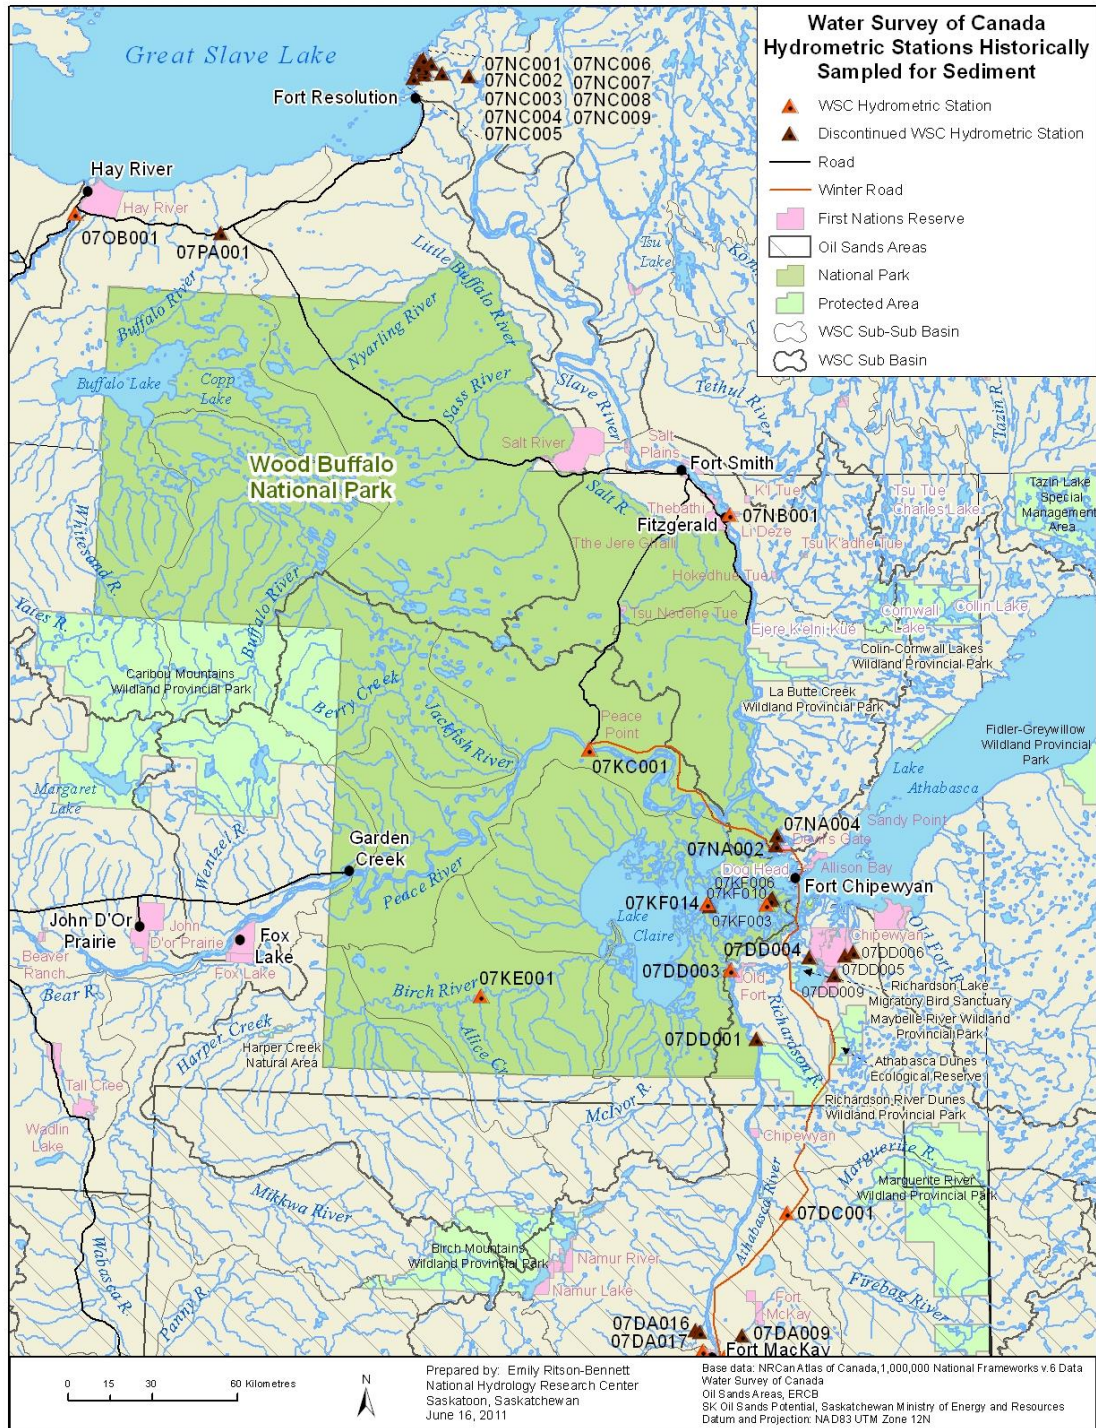 Water Survey of Canada
Hydrometric Stations Historically
Sampled for Sediment
WSC Hydrometric Station
Discontinued WSC Hydrometric Station
Road
Winter Road
First Nations Reserve
Oil Sands Areas
National Park
Protected Area
WSC Sub-Sub Basin
WSC Sub Basin
Great Slave Lake
Fort Resolution
07NC001 07NC006
07NC002 07NC007
07NC003 07NC008
07NC004 07NC009
07NC005
Hay River
Hay River
07OB001
07PA001
Little Buffalo River
Tsu
Lake
Buffalo River
Nyarling River
Sass River
Slave River
Tethul River
Tazin R.
Buffalo Lake
Copp
Lake
Salt River
Salt
Plains
Fort Smith
Wood Buffalo
National Park
Salt R.
K'I Tue
Thebathi
07NB001
Fitzgerald
Li Deze
Tsu Tue
Charles Lake
Tazin Lake
Special
Management
Area
Tthe Jere Ghaili
Tsu K'adhe Tue
Hokedhue Tue
Whitesand R.
Tsu Nodehe Tue
Cornwall
Lake
Collin Lake
Yates R.
Buffalo River
Ejere K'elni Kue
Colin-Cornwall Lakes
Wildland Provincial Park
Caribou Mountains
Wildland Provincial Park
Berry Creek
La Butte Creek
Wildland Provincial Park
Jackfish River
Peace
Point
07KC001
Fidler-Greywillow
Wildland Provincial
Park
Lake
Athabasca
Margaret
Lake
Sandy Point
07NA004
Devil's Gate
07NA002
Wentzel R.
Garden
Creek
Peace River
Dog Head
Allison Bay
07KF006
Fort Chipewyan
07KF010
07KF014
07KF003
Lake
Claire
John D'Or
Prairie
John
D'or Prairie
Fox
Lake
Fox Lake
Beaver
Ranch
Bear R.
07DD004
Chipewyan
Old Fort R.
07DD006
07DD005
07DD003
Old
Fort
07DD009
Richardson Lake
Migratory Bird Sanctuary
Birch River
07KE001
Maybelle River Wildland
Provincial Park
Richardson R.
07DD001
Alice Cr.
Harper Creek
Harper Creek
Natural Area
Athabasca Dunes
Ecological Reserve
Tall Cree
Richardson River Dunes
Wildland Provincial Park
McIvor R.
Wadlin
Lake
Chipewyan
Marguerite R.
Marguerite River
Wildland Provincial Park
Mikkwa River
Athabasca River
07DC001
Wabasca R.
Birch Mountains
Wildland Provincial Park
Namur River
Namur Lake
Panny R.
Firebag River
Fort
McKay
07DA016
07DA017
07DA009
Fort MacKay
0 15 30 60 Kilometres
N
Prepared by: Emily Ritson-Bennett
National Hydrology Research Center
Saskatoon, Saskatchewan
June 16, 2011
Base data: NRCan Atlas of Canada,1,000,000 National Frameworks v.6 Data
Water Survey of Canada
Oil Sands Areas, ERCB
SK Oil Sands Potential, Saskatchewan Ministry of Energy and Resources
Datum and Projection: NAD83 UTM Zone 12N